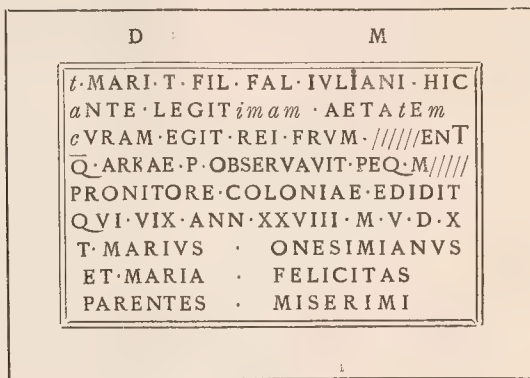 D M
t·MARI·T·FIL·FAL·IVLIANI·HIC
aNTE·LEGITimam·AETAtEm
cVRAM·EGIT·REI·FRVM·//////ENT
Q̅·ARKAE·P·OBSERVAVIT·PEQ·M/////
PRONITORE·COLONIAE·EDIDIT
QVI·VIX·ANN·XXVIII·M·V·D·X
T·MARIVS · ONESIMIANVS
ET·MARIA · FELICITAS
PARENTES · MISERIMI